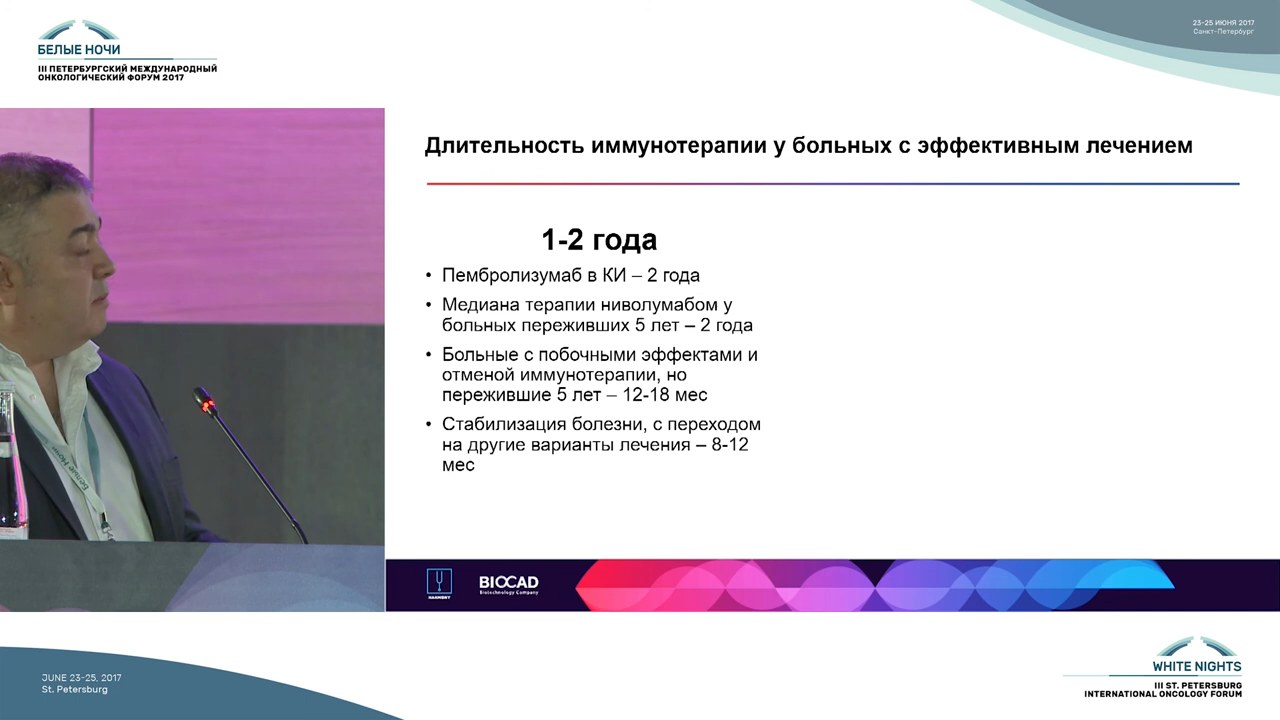 БЕЛЫЕ НОЧИ
III ПЕТЕРБУРГСКИЙ МЕЖДУНАРОДНЫЙ
ОНКОЛОГИЧЕСКИЙ ФОРУМ 2017
23-25 ИЮНЯ 2017
Санкт-Петербург
Длительность иммунотерапии у больных с эффективным лечением
1-2 года
• Пембролизумаб в КИ – 2 года
• Медиана терапии ниволумабом у
больных переживших 5 лет – 2 года
• Больные с побочными эффектами и
отменой иммунотерапии, но
пережившие 5 лет – 12-18 мес
• Стабилизация болезни, с переходом
на другие варианты лечения – 8-12
мес
Белые Ночи
HARMONY
BIOCAD
Biotechnology Company
JUNE 23-25, 2017
St. Petersburg
WHITE NIGHTS
III ST. PETERSBURG
INTERNATIONAL ONCOLOGY FORUM